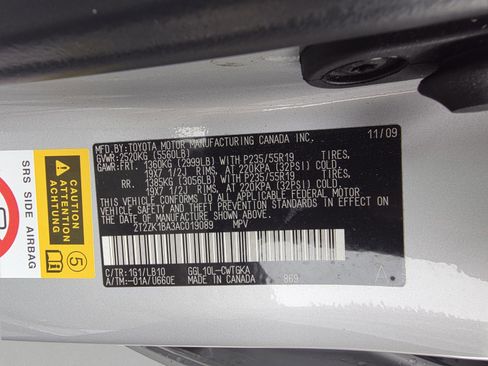 MFD.BY:TOYOTA MOTOR MANUFACTURING CANADA INC. 11/09
GVWR:2520KG (5560LB)
GAWR:FRT. 1360KG (2999LB) WITH P235/55R19 TIRES,
19X7 1/2J RIMS, AT 220KPA (32PSI) COLD.
RR. 1385KG (3055LB) WITH P235/55R19 TIRES,
19X7 1/2J RIMS, AT 220KPA (32PSI) COLD.
THIS VEHICLE CONFORMS TO ALL APPLICABLE FEDERAL MOTOR
VEHICLE SAFETY, BUMPER, AND THEFT PREVENTION STANDARDS IN
EFFECT ON THE DATE OF MANUFACTURE SHOWN ABOVE.
2T2ZK1BA3AC019089 MPV
C/TR:1G1/LB10 GGL10L-CWTGKA
A/TM:-01A/U660E MADE IN CANADA 869
SRS SIDE AIRBAG
5